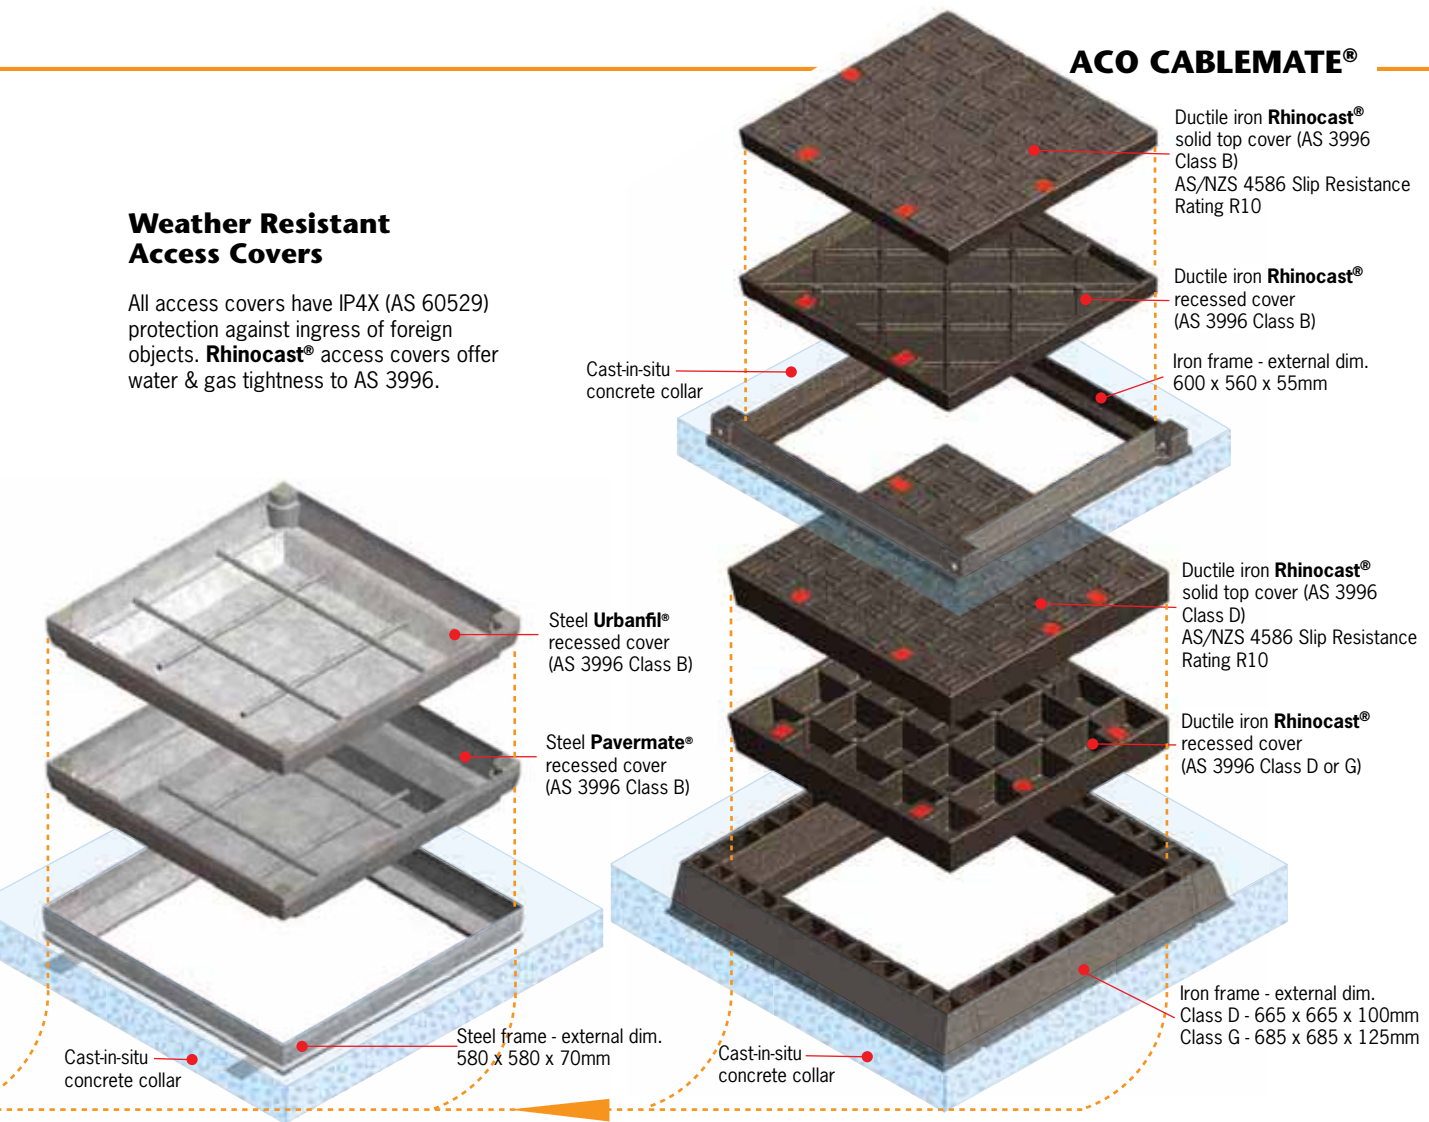 ACO CABLEMATE®
Ductile iron Rhinocast®
solid top cover (AS 3996
Class B)
AS/NZS 4586 Slip Resistance
Rating R10
Weather Resistant
Access Covers
All access covers have IP4X (AS 60529)
protection against ingress of foreign
objects. Rhinocast® access covers offer
water & gas tightness to AS 3996.
Ductile iron Rhinocast®
recessed cover
(AS 3996 Class B)
Cast-in-situ
concrete collar
Iron frame - external dim.
600 x 560 x 55mm
Steel Urbanfil®
recessed cover
(AS 3996 Class B)
Ductile iron Rhinocast®
solid top cover (AS 3996
Class D)
AS/NZS 4586 Slip Resistance
Rating R10
Steel Pavermate®
recessed cover
(AS 3996 Class B)
Ductile iron Rhinocast®
recessed cover
(AS 3996 Class D or G)
Iron frame - external dim.
Class D - 665 x 665 x 100mm
Class G - 685 x 685 x 125mm
Steel frame - external dim.
580 x 580 x 70mm
Cast-in-situ
concrete collar
Cast-in-situ
concrete collar